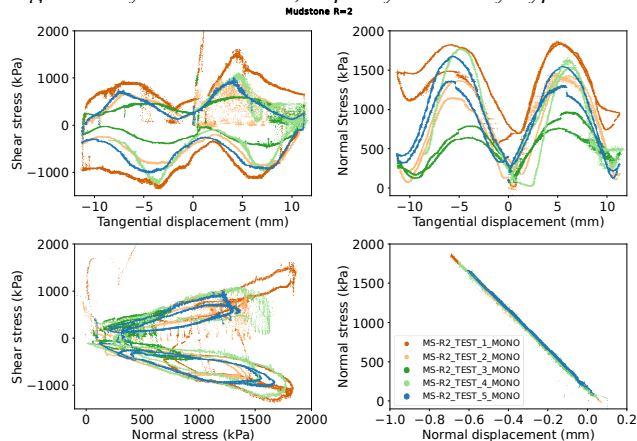 Mudstone R=2
2000
1000
0
−1000
Shear stress (kPa)
−10
−5
0
5
10
Tangential displacement (mm)
2000
1500
1000
500
0
Normal Stress (kPa)
−10
−5
0
5
10
Tangential displacement (mm)
2000
1000
0
−1000
Shear stress (kPa)
0
500
1000
1500
2000
Normal stress (kPa)
2000
1500
1000
500
0
Normal stress (kPa)
MS-R2_TEST_1_MONO
MS-R2_TEST_2_MONO
MS-R2_TEST_3_MONO
MS-R2_TEST_4_MONO
MS-R2_TEST_5_MONO
−1.0
−0.8
−0.6
−0.4
−0.2
0.0
0.2
Normal displacement (mm)